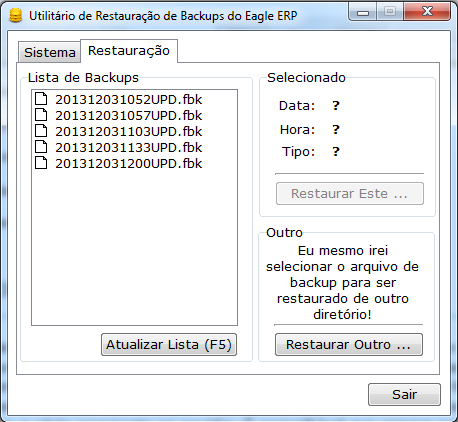 Utilitário de Restauração de Backups do Eagle ERP
Sistema
Restauração
Lista de Backups
201312031052UPD.fbk
201312031057UPD.fbk
201312031103UPD.fbk
201312031133UPD.fbk
201312031200UPD.fbk
Atualizar Lista (F5)
Selecionado
Data: ?
Hora: ?
Tipo: ?
Restaurar Este ...
Outro
Eu mesmo irei
selecionar o arquivo de
backup para ser
restaurado de outro
diretório!
Restaurar Outro ...
Sair